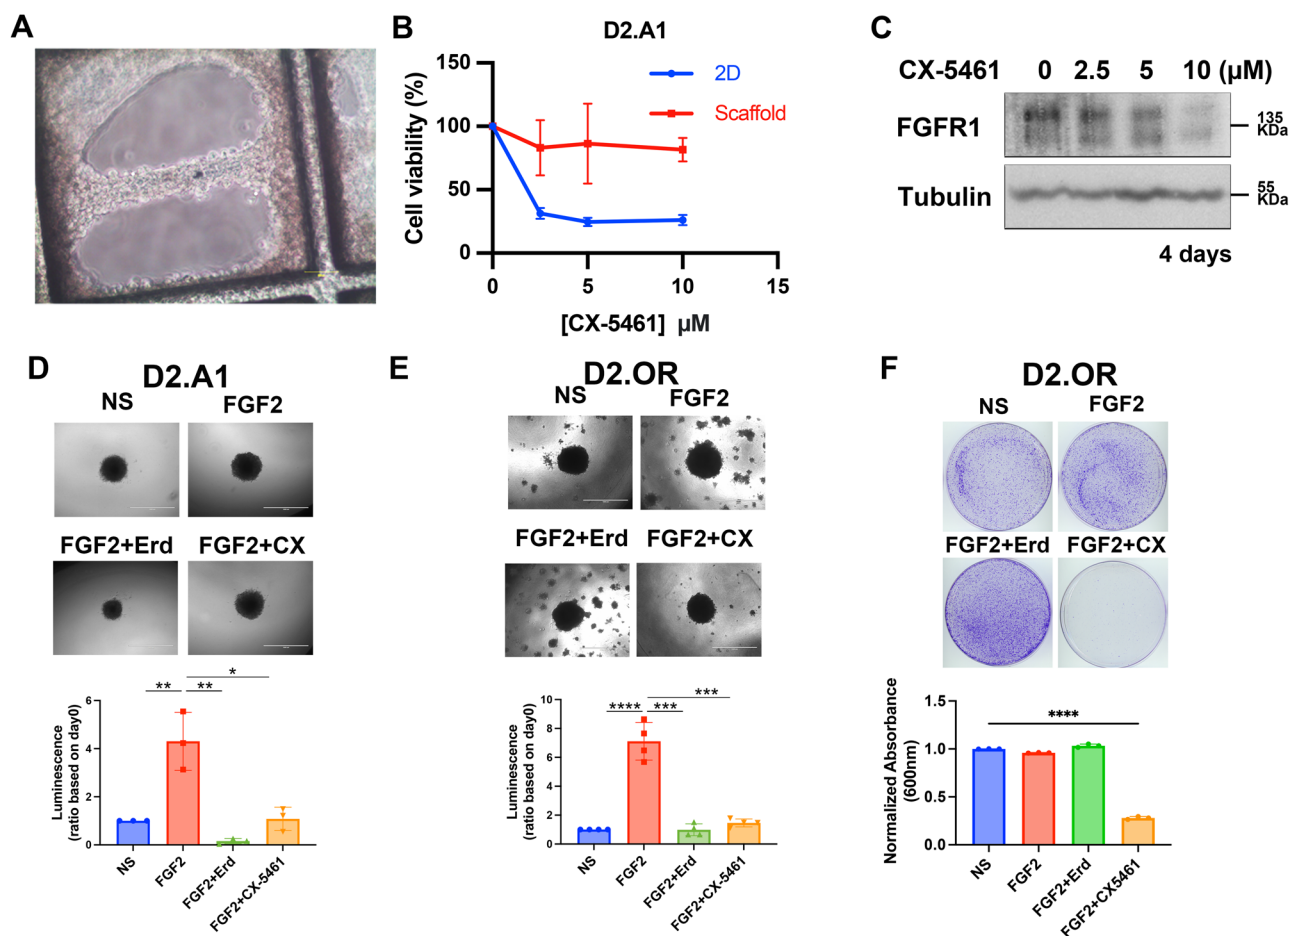 A
B
D2.A1
Cell viability (%)
150
100
50
0
0
5
10
15
[CX-5461] μM
2D
Scaffold
C
CX-5461 0 2.5 5 10 (μM)
FGFR1
135
KDa
Tubulin
55
KDa
4 days
D
D2.A1
NS
FGF2
FGF2+Erd
FGF2+CX
Luminescence
(ratio based on day0)
6
4
2
0
**
**
*
NS
FGF2
FGF2+Erd
FGF2+CX-5461
E
D2.OR
NS
FGF2
FGF2+Erd
FGF2+CX
Luminescence
(ratio based on day0)
10
8
6
4
2
0
****
***
***
NS
FGF2
FGF2+Erd
FGF2+CX-5461
F
D2.OR
NS
FGF2
FGF2+Erd
FGF2+CX
Normalized Absorbance
(600nm)
1.5
1.0
0.5
0.0
****
NS
FGF2
FGF2+Erd
FGF2+CX5461